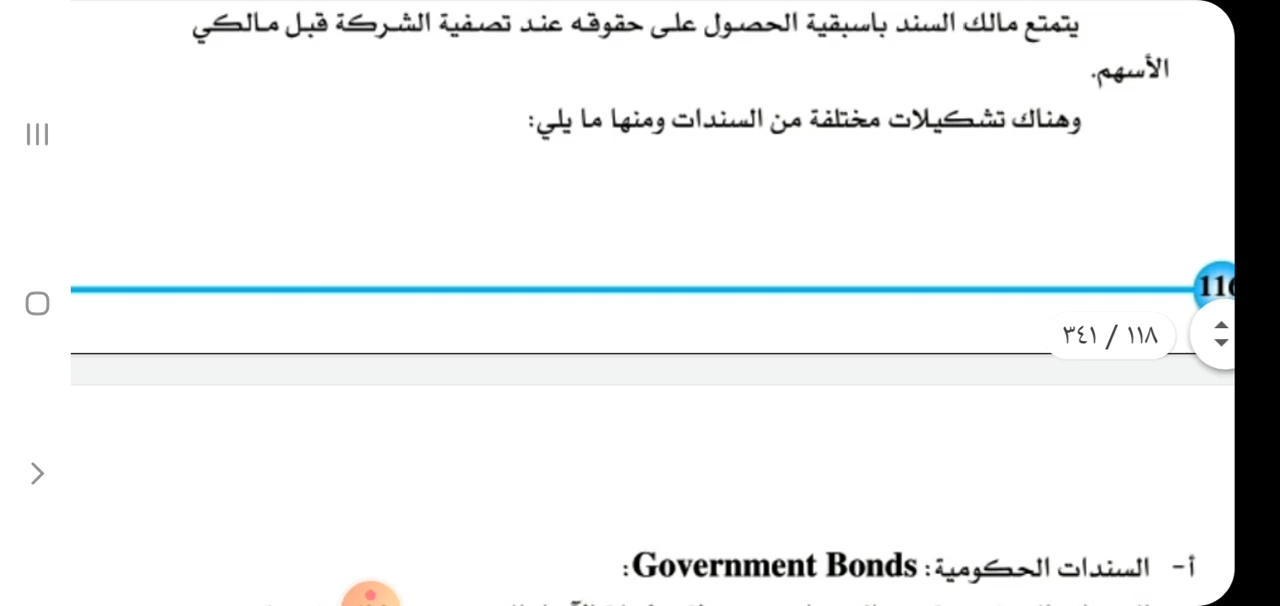 يتمتع مالك السند باسبقية الحصول على حقوقه عند تصفية الشركة قبل مالكي
الأسهم.
وهناك تشكيلات مختلفة من السندات ومنها ما يلي:
116
١١٨ / ٣٤١
أ- السندات الحكومية: Government Bonds: